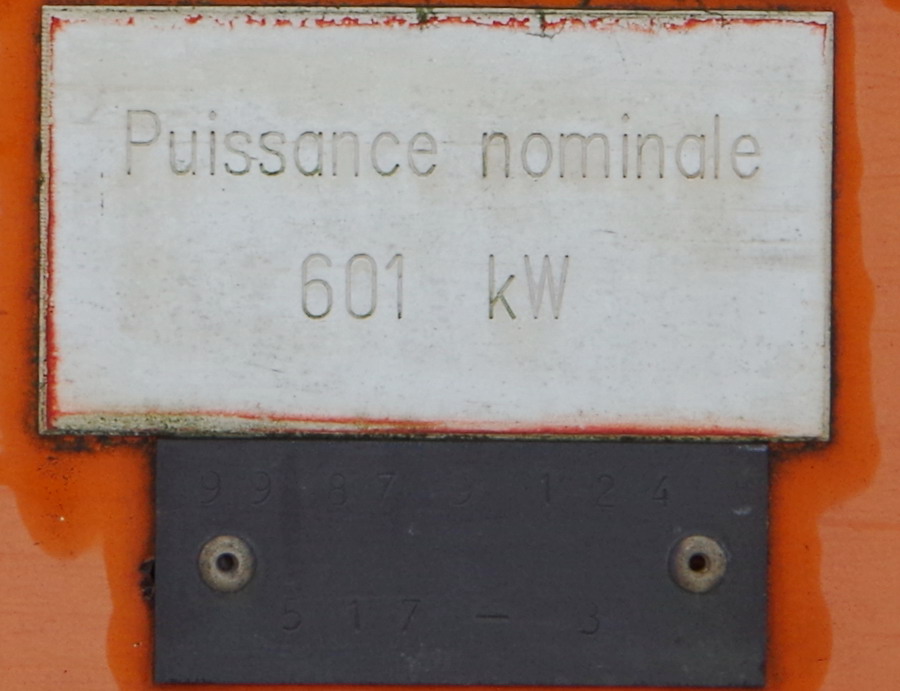 Puissance nominale
601 kW
99 87 9 124
517 – 3